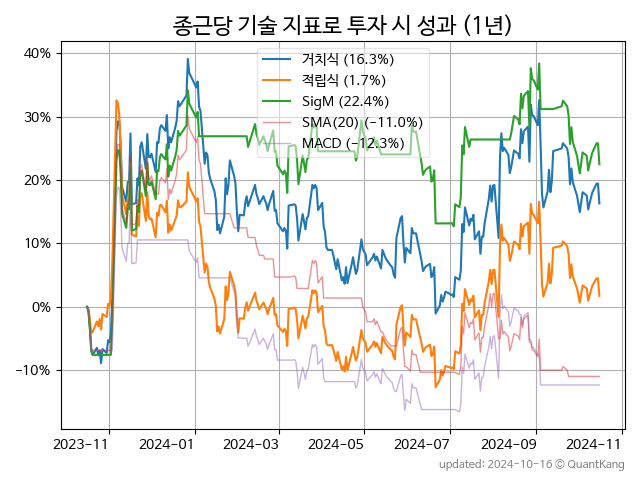 종근당 기술 지표로 투자 시 성과 (1년)
거치식 (16.3%)
적립식 (1.7%)
SigM (22.4%)
SMA(20) (−11.0%)
MACD (−12.3%)
40%
30%
20%
10%
0%
−10%
2023-11 2024-01 2024-03 2024-05 2024-07 2024-09 2024-11
updated: 2024-10-16 @ QuantKang